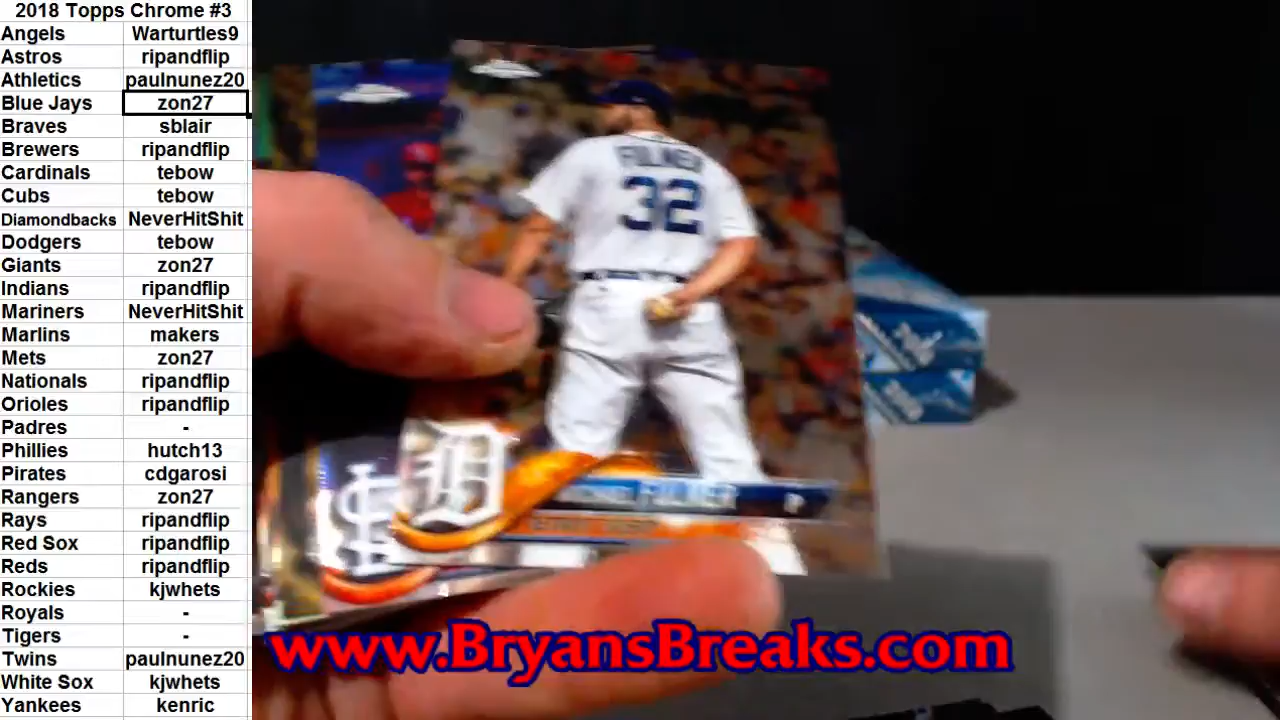 2018 Topps Chrome #3
Angels Warturtles9
Astros ripandflip
Athletics paulnunez20
Blue Jays zon27
Braves sblair
Brewers ripandflip
Cardinals tebow
Cubs tebow
Diamondbacks NeverHitShit
Dodgers tebow
Giants zon27
Indians ripandflip
Mariners NeverHitShit
Marlins makers
Mets zon27
Nationals ripandflip
Orioles ripandflip
Padres -
Phillies hutch13
Pirates cdgarosi
Rangers zon27
Rays ripandflip
Red Sox ripandflip
Reds ripandflip
Rockies kjwhets
Royals -
Tigers -
Twins paulnunez20
White Sox kjwhets
Yankees kenric
FULMER
32
D
FULMER P
www.BryansBreaks.com